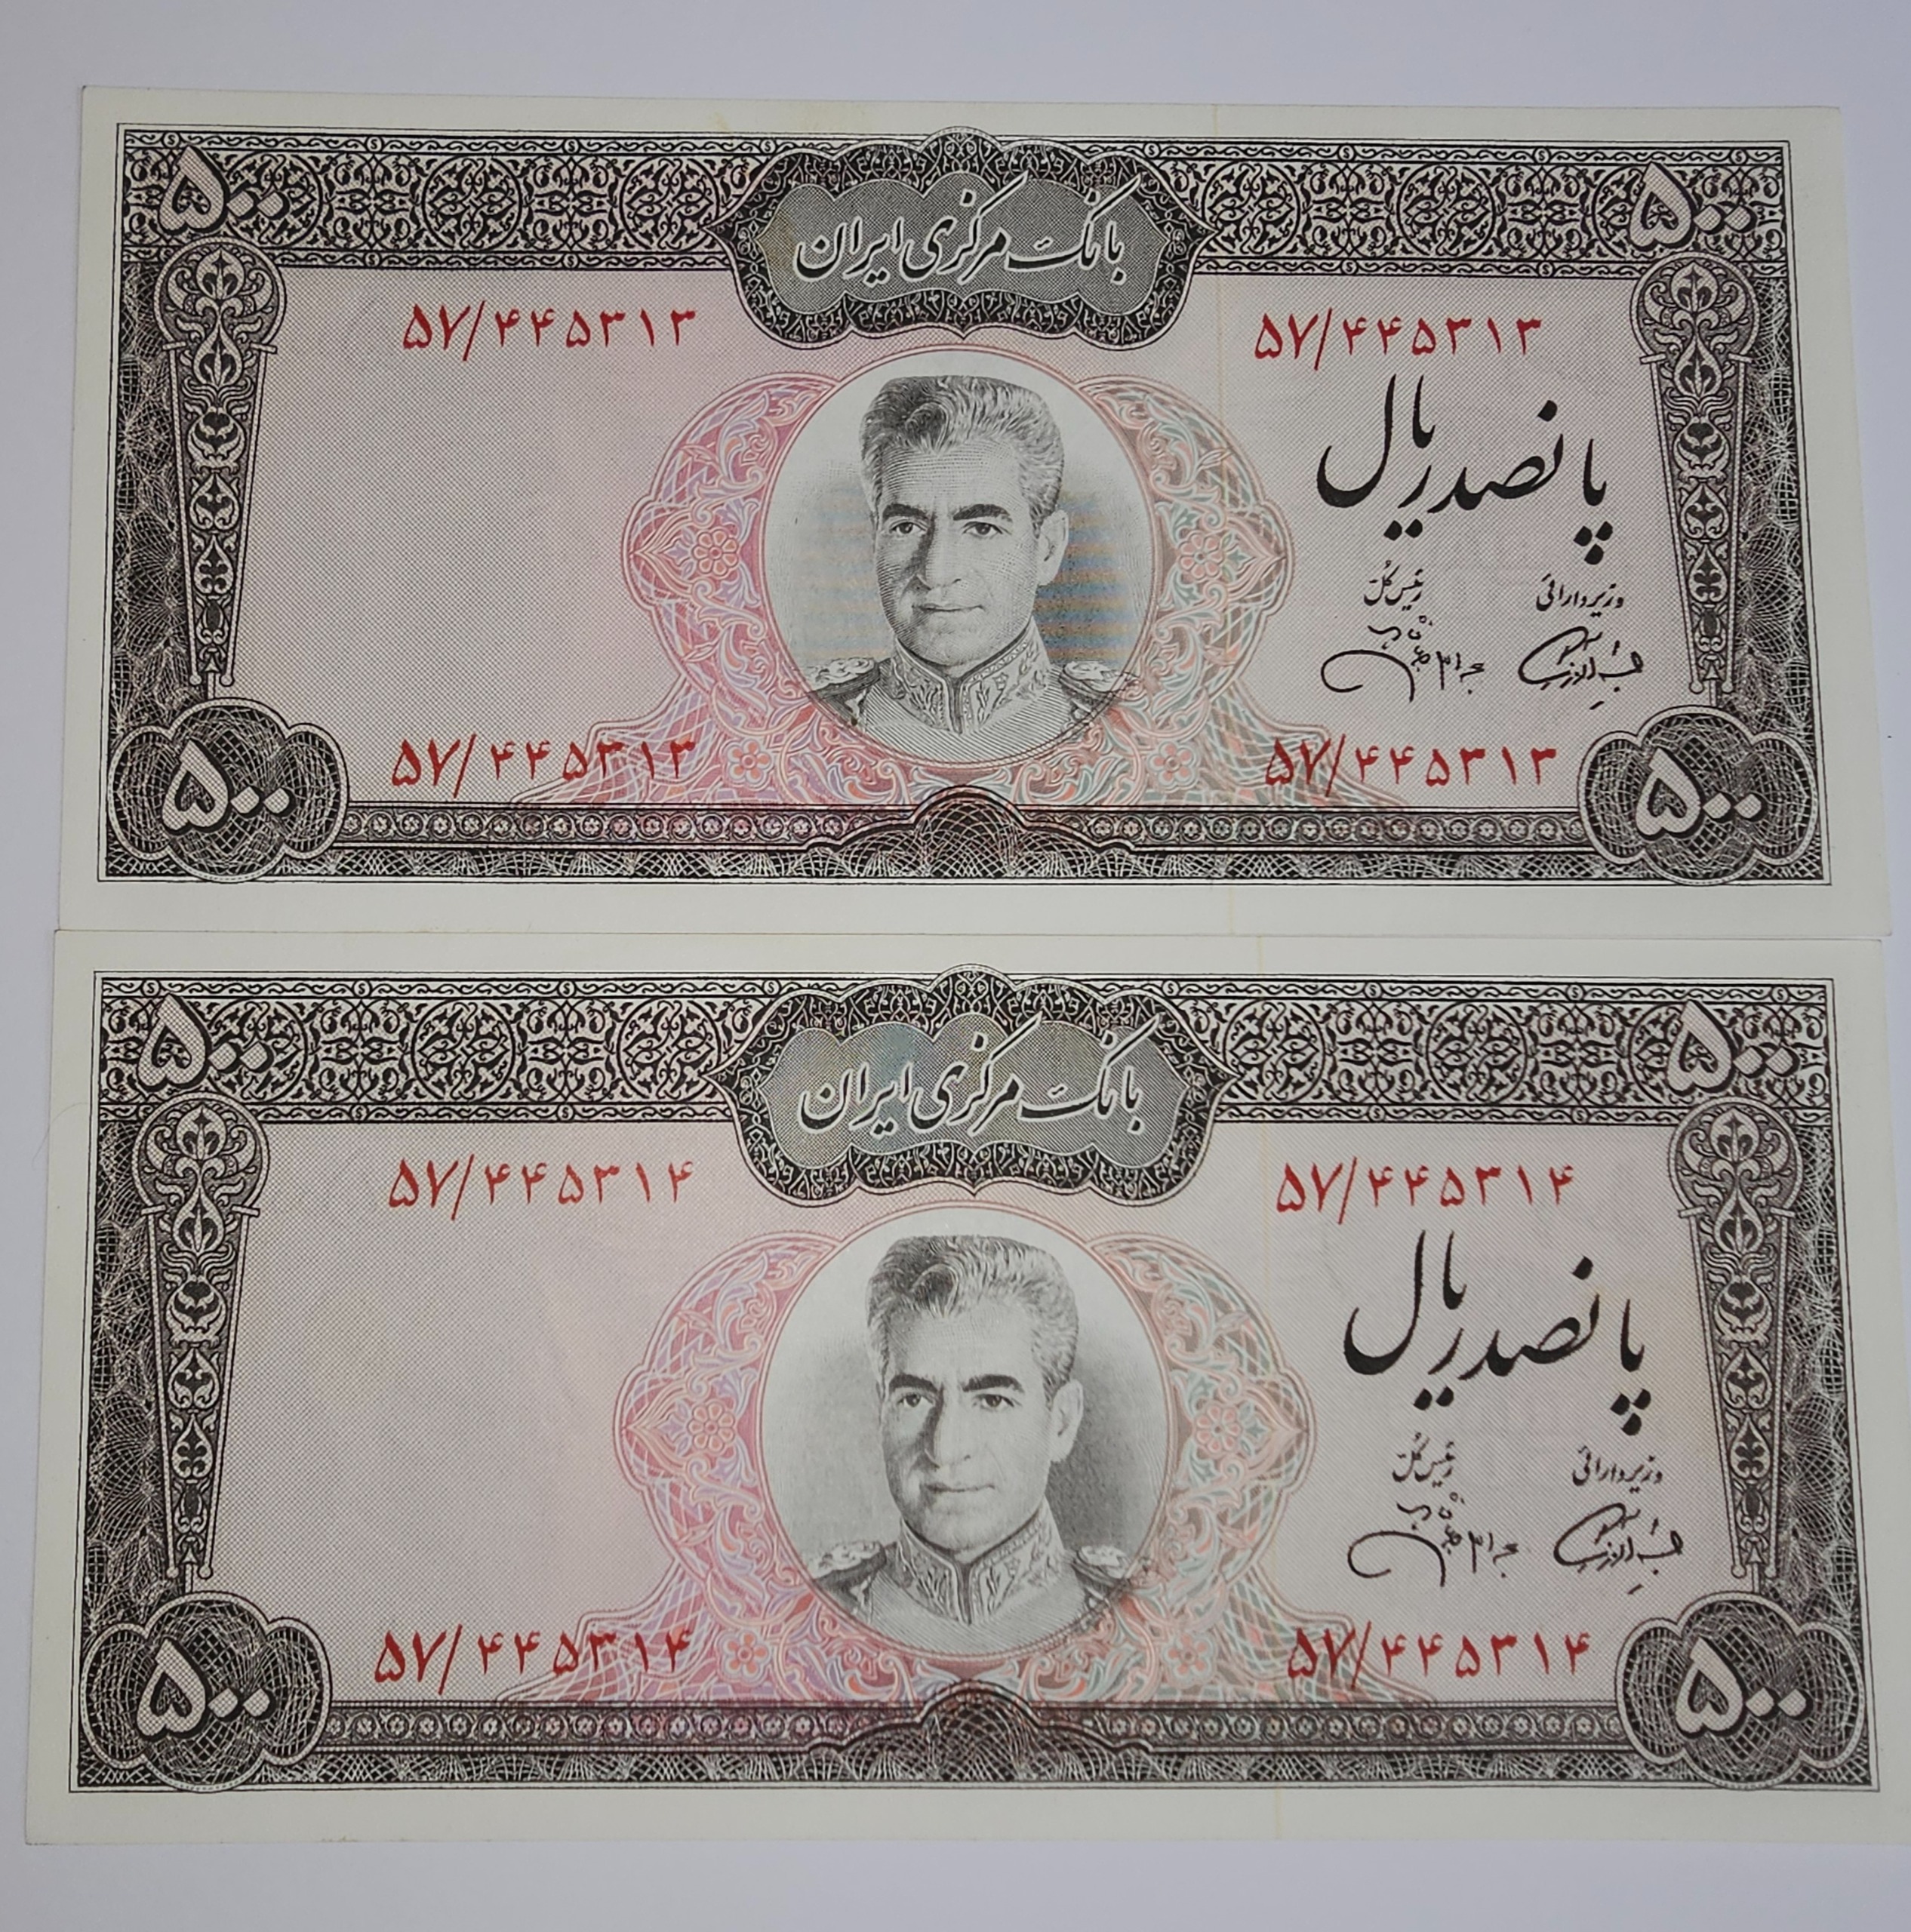 ۵۰۰ ۵۰۰
بانک مرکزی ایران
۵۷/۴۴۵۳۱۳ ۵۷/۴۴۵۳۱۳
پانصد ریال
وزیر دارائی رئیس کل
۵۷/۴۴۵۳۱۳ ۵۷/۴۴۵۳۱۳
۵۰۰ ۵۰۰
۵۰۰ ۵۰۰
بانک مرکزی ایران
۵۷/۴۴۵۳۱۴ ۵۷/۴۴۵۳۱۴
پانصد ریال
وزیر دارائی رئیس کل
۵۷/۴۴۵۳۱۴ ۵۷/۴۴۵۳۱۴
۵۰۰ ۵۰۰